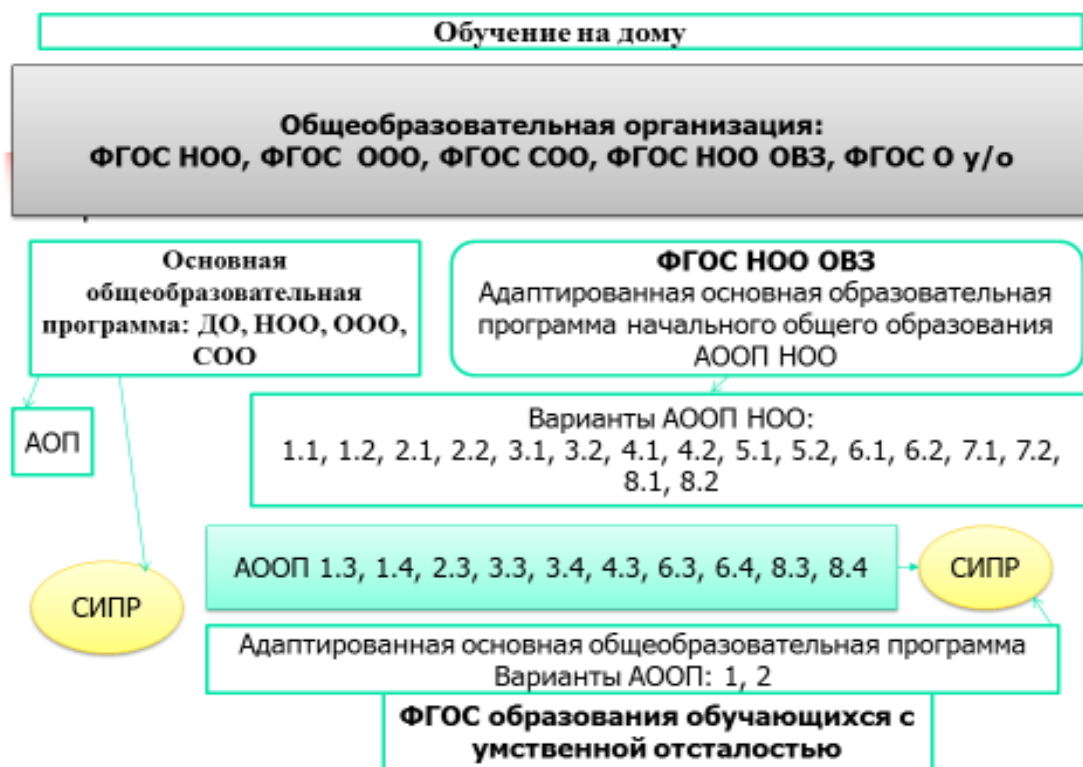 Обучение на дому
Общеобразовательная организация:
ФГОС НОО, ФГОС ООО, ФГОС СОО, ФГОС НОО ОВЗ, ФГОС О у/о
Основная
общеобразовательная
программа: ДО, НОО, ООО,
СОО
ФГОС НОО ОВЗ
Адаптированная основная образовательная
программа начального общего образования
АООП НОО
АОП
Варианты АООП НОО:
1.1, 1.2, 2.1, 2.2, 3.1, 3.2, 4.1, 4.2, 5.1, 5.2, 6.1, 6.2, 7.1, 7.2,
8.1, 8.2
АООП 1.3, 1.4, 2.3, 3.3, 3.4, 4.3, 6.3, 6.4, 8.3, 8.4
СИПР
СИПР
Адаптированная основная общеобразовательная программа
Варианты АООП: 1, 2
ФГОС образования обучающихся с
умственной отсталостью